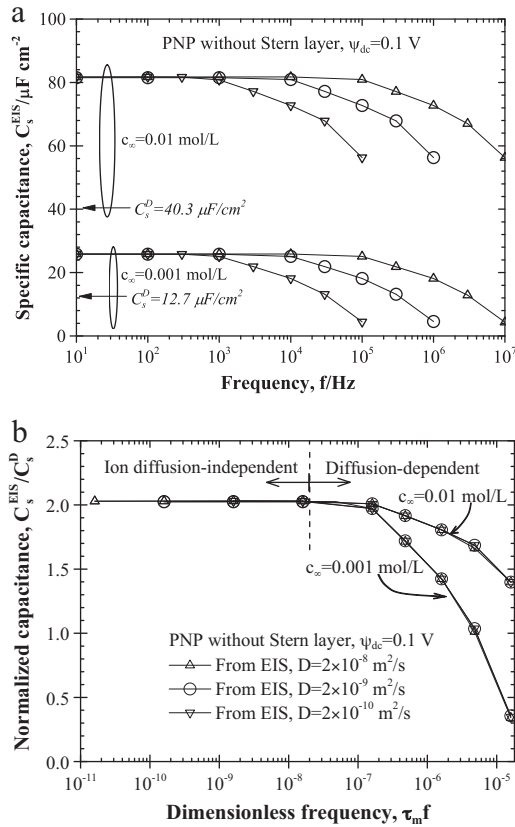 a
PNP without Stern layer, ψdc=0.1 V
Specific capacitance, CsEIS/μF cm-2
100
80
60
40
20
0
c∞=0.01 mol/L
CsD=40.3 μF/cm2
c∞=0.001 mol/L
CsD=12.7 μF/cm2
10^1 10^2 10^3 10^4 10^5 10^6 10^7
Frequency, f/Hz
b
Normalized capacitance, CsEIS/CsD
2.5
2.0
1.5
1.0
0.5
0.0
Ion diffusion-independent Diffusion-dependent
c∞=0.01 mol/L
c∞=0.001 mol/L
PNP without Stern layer, ψdc=0.1 V
From EIS, D=2×10^-8 m2/s
From EIS, D=2×10^-9 m2/s
From EIS, D=2×10^-10 m2/s
10^-11 10^-10 10^-9 10^-8 10^-7 10^-6 10^-5
Dimensionless frequency, τmf